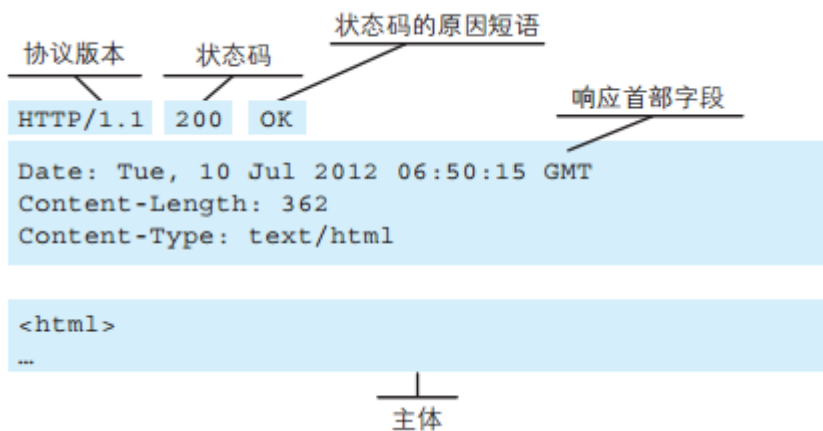 状态码的原因短语
协议版本 状态码
响应首部字段
HTTP/1.1 200 OK
Date: Tue, 10 Jul 2012 06:50:15 GMT
Content-Length: 362
Content-Type: text/html
<html>
…
主体